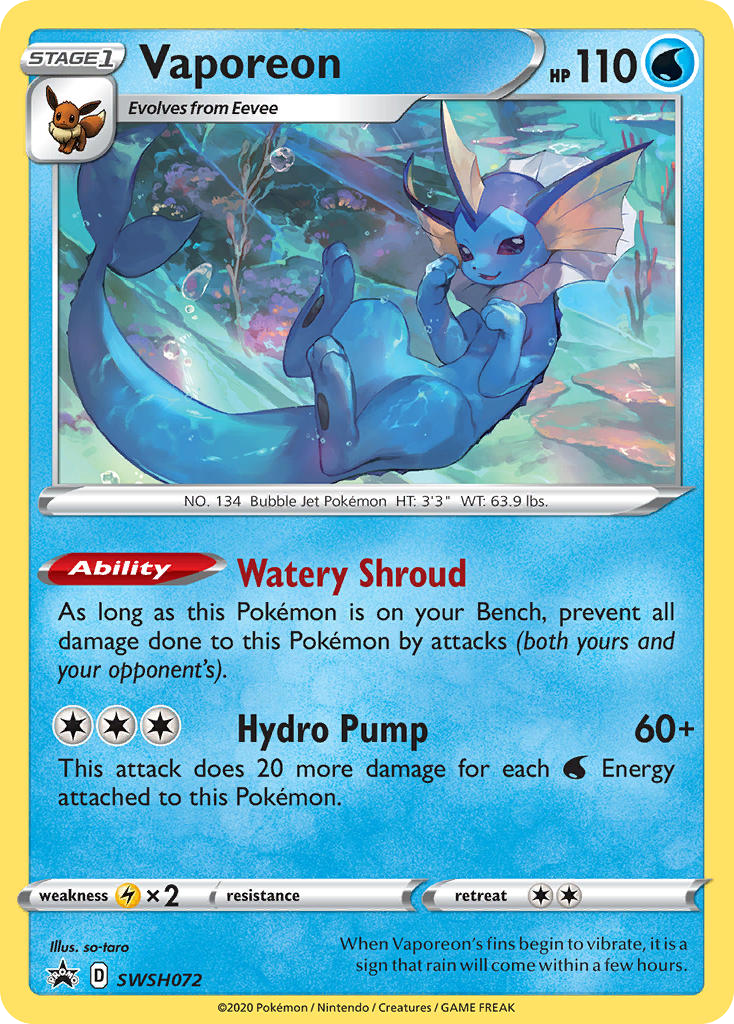 STAGE1
Vaporeon
HP 110
Evolves from Eevee
NO. 134 Bubble Jet Pokémon HT: 3'3" WT: 63.9 lbs.
Ability
Watery Shroud
As long as this Pokémon is on your Bench, prevent all
damage done to this Pokémon by attacks (both yours and
your opponent's).
Hydro Pump 60+
This attack does 20 more damage for each Energy
attached to this Pokémon.
weakness ×2 resistance retreat
Illus. so-taro
When Vaporeon's fins begin to vibrate, it is a
sign that rain will come within a few hours.
PROMO D SWSH072
©2020 Pokémon / Nintendo / Creatures / GAME FREAK